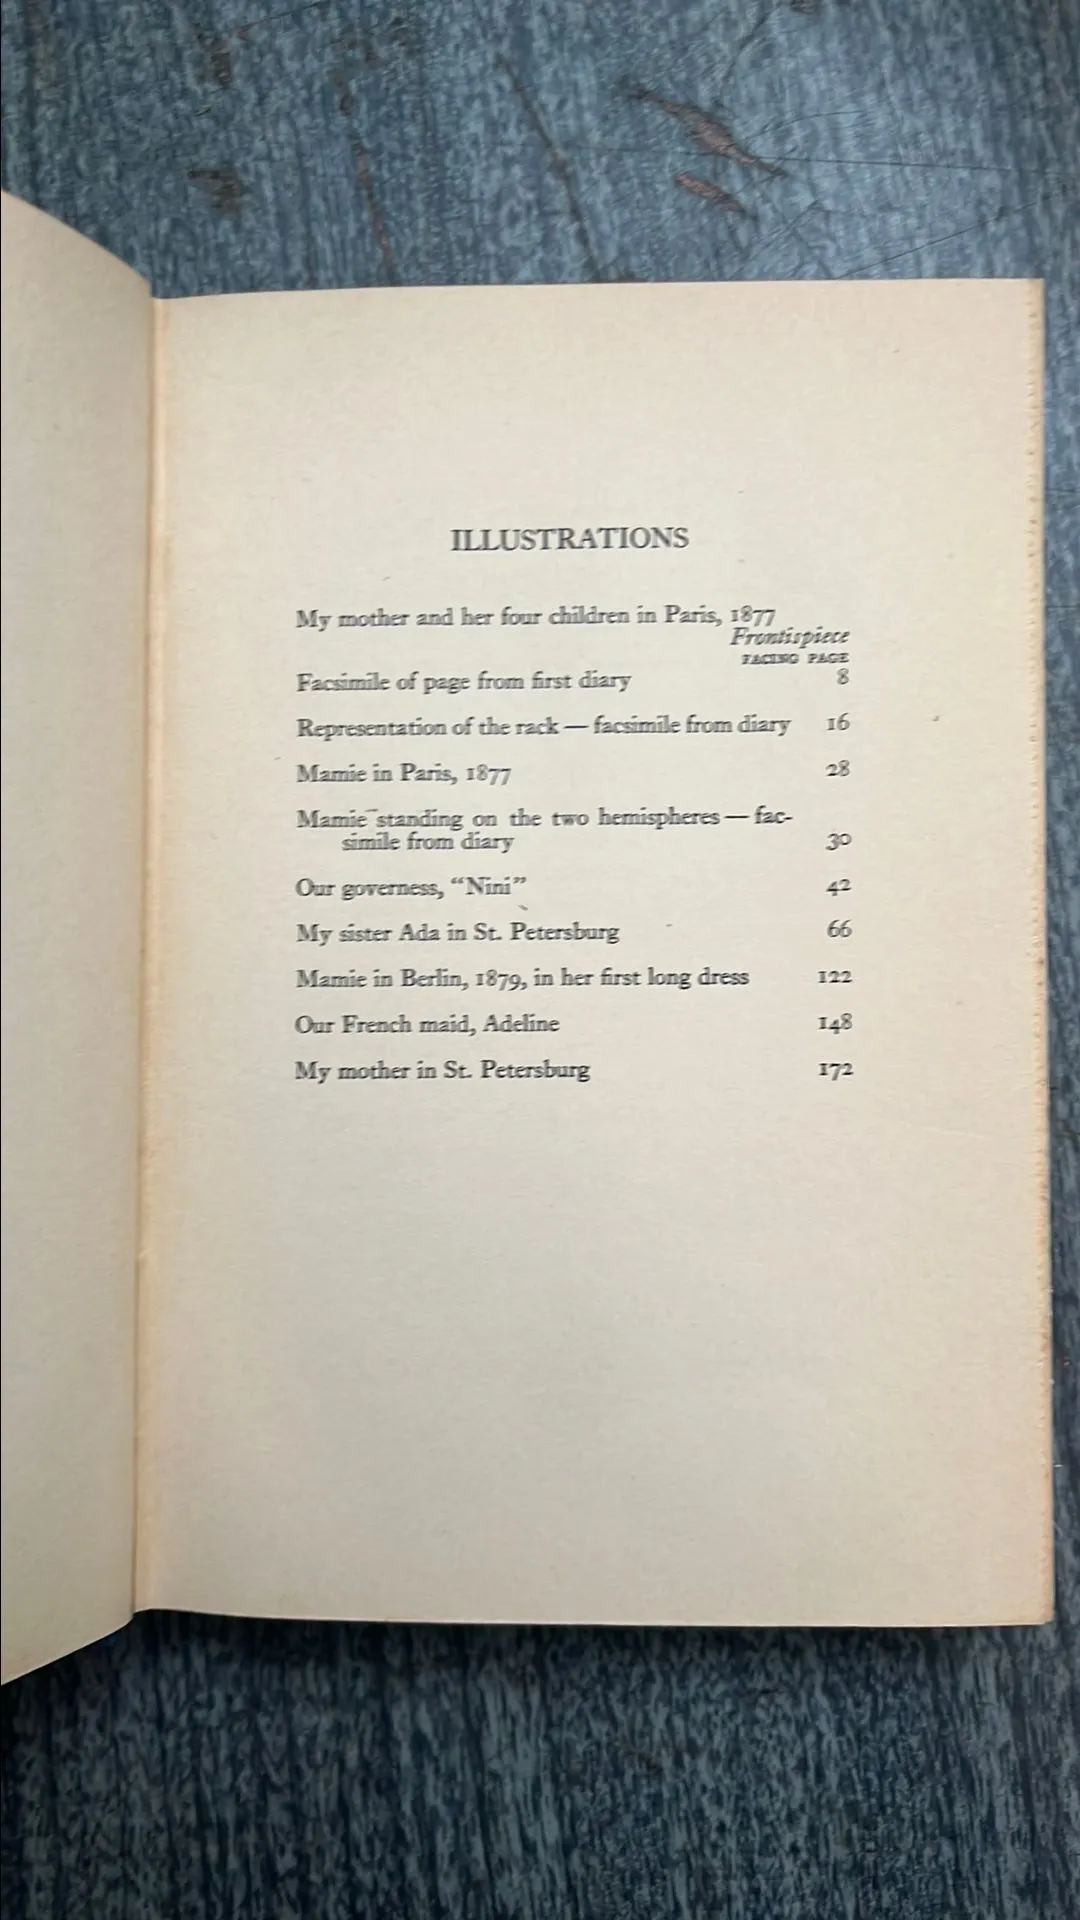 ILLUSTRATIONS
My mother and her four children in Paris, 1877
Frontispiece
FACING PAGE
Facsimile of page from first diary 8
Representation of the rack — facsimile from diary 16
Mamie in Paris, 1877 28
Mamie standing on the two hemispheres — fac-
simile from diary 30
Our governess, “Nini” 42
My sister Ada in St. Petersburg 66
Mamie in Berlin, 1879, in her first long dress 122
Our French maid, Adeline 148
My mother in St. Petersburg 172